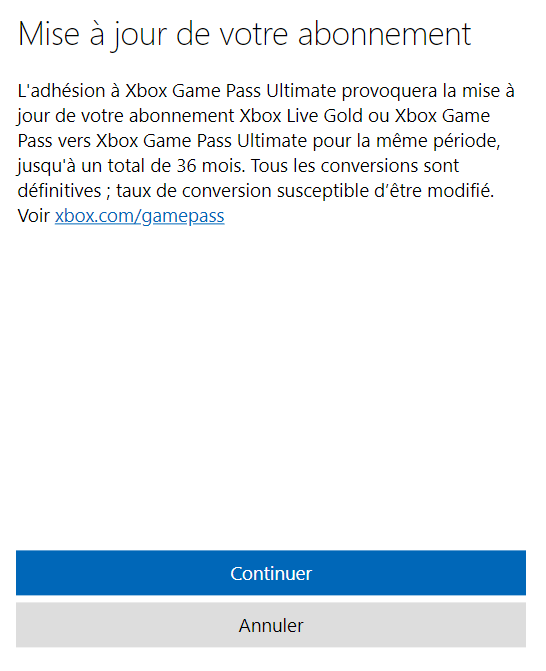 Mise à jour de votre abonnement
L'adhésion à Xbox Game Pass Ultimate provoquera la mise à
jour de votre abonnement Xbox Live Gold ou Xbox Game
Pass vers Xbox Game Pass Ultimate pour la même période,
jusqu'à un total de 36 mois. Tous les conversions sont
définitives ; taux de conversion susceptible d’être modifié.
Voir xbox.com/gamepass
Continuer
Annuler